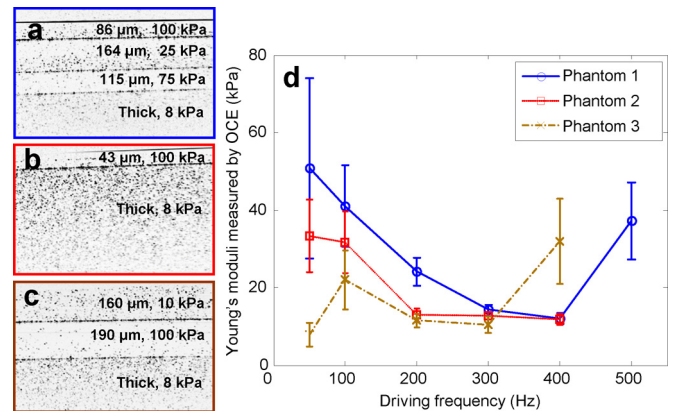 a
86 µm, 100 kPa
164 µm, 25 kPa
115 µm, 75 kPa
Thick, 8 kPa
b
43 µm, 100 kPa
Thick, 8 kPa
c
160 µm, 10 kPa
190 µm, 100 kPa
Thick, 8 kPa
d
Young's moduli measured by OCE (kPa)
80
60
40
20
0
0 100 200 300 400 500
Driving frequency (Hz)
Phantom 1
Phantom 2
Phantom 3